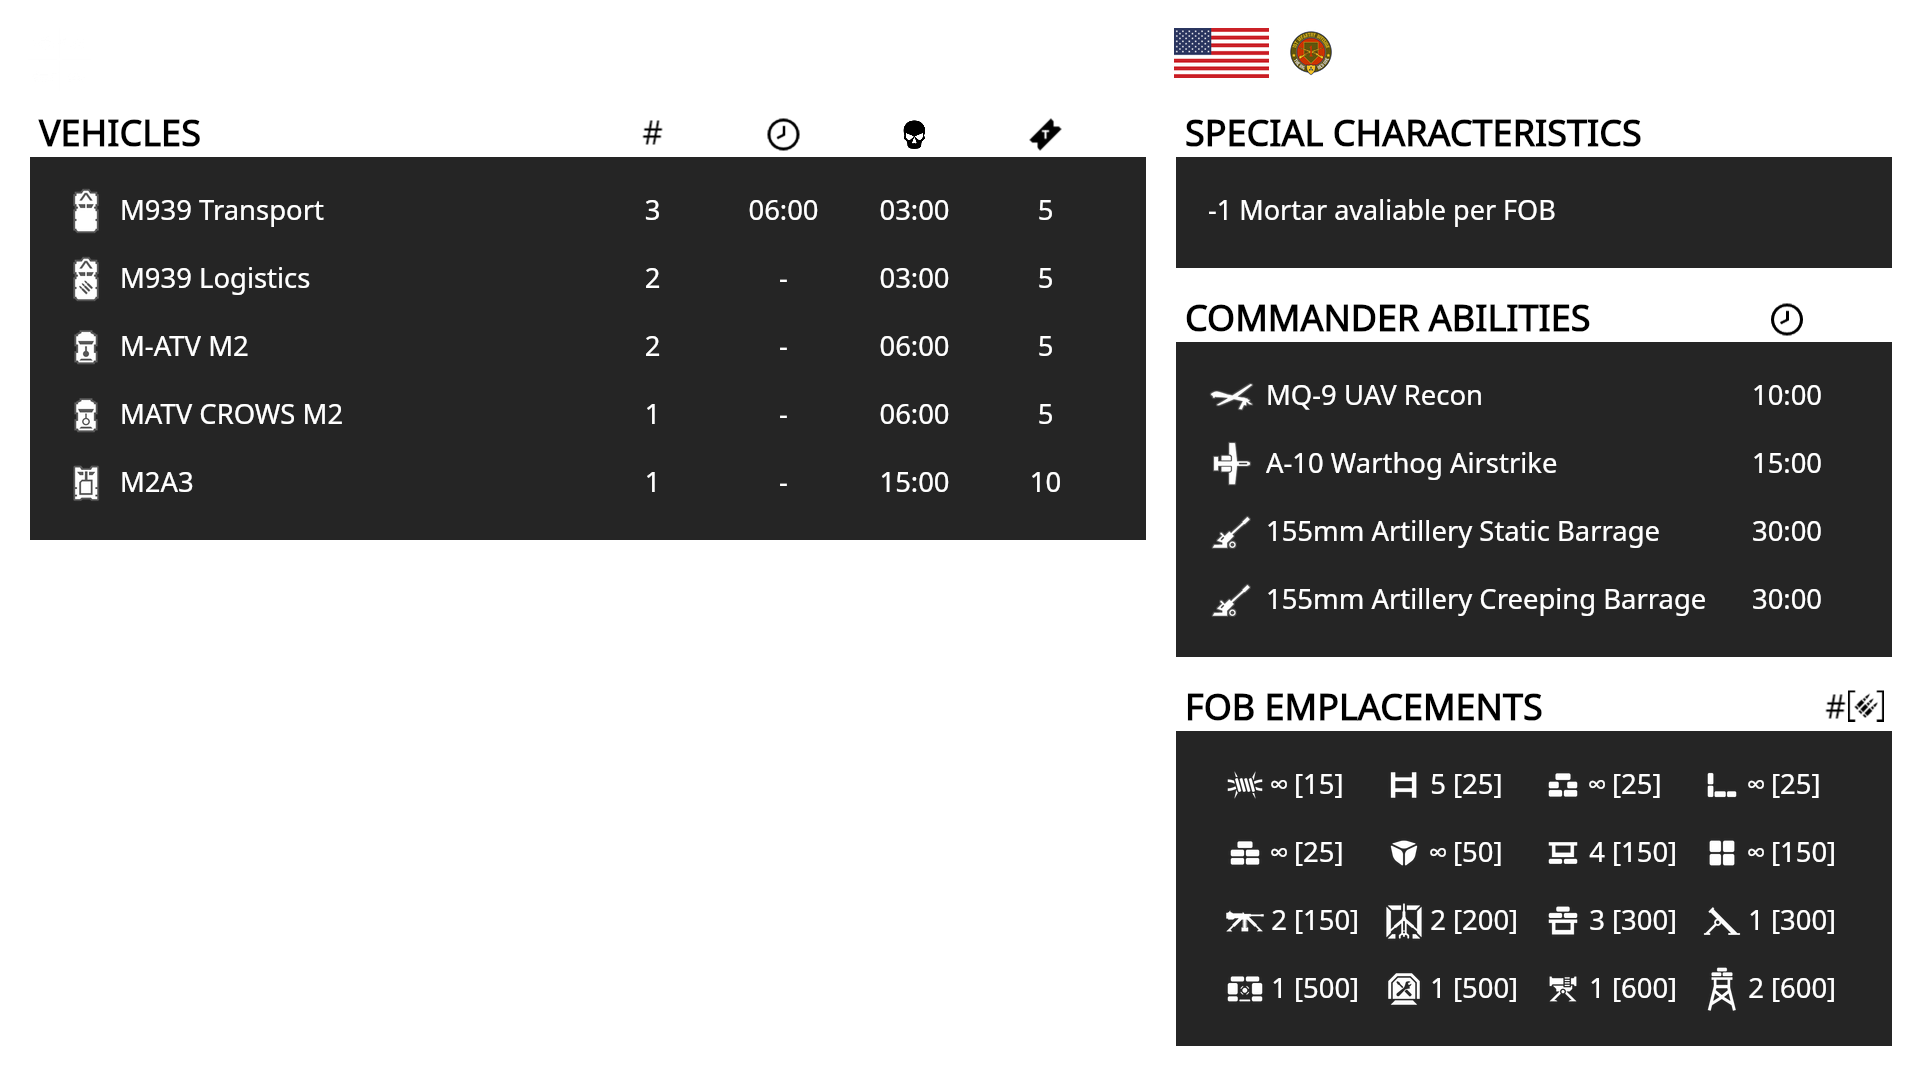 VEHICLES #
M939 Transport 3 06:00 03:00 5
M939 Logistics 2 - 03:00 5
M-ATV M2 2 - 06:00 5
MATV CROWS M2 1 - 06:00 5
M2A3 1 - 15:00 10
SPECIAL CHARACTERISTICS
-1 Mortar avaliable per FOB
COMMANDER ABILITIES
MQ-9 UAV Recon 10:00
A-10 Warthog Airstrike 15:00
155mm Artillery Static Barrage 30:00
155mm Artillery Creeping Barrage 30:00
FOB EMPLACEMENTS #[]
∞ [15] 5 [25] ∞ [25] ∞ [25]
∞ [25] ∞ [50] 4 [150] ∞ [150]
2 [150] 2 [200] 3 [300] 1 [300]
1 [500] 1 [500] 1 [600] 2 [600]